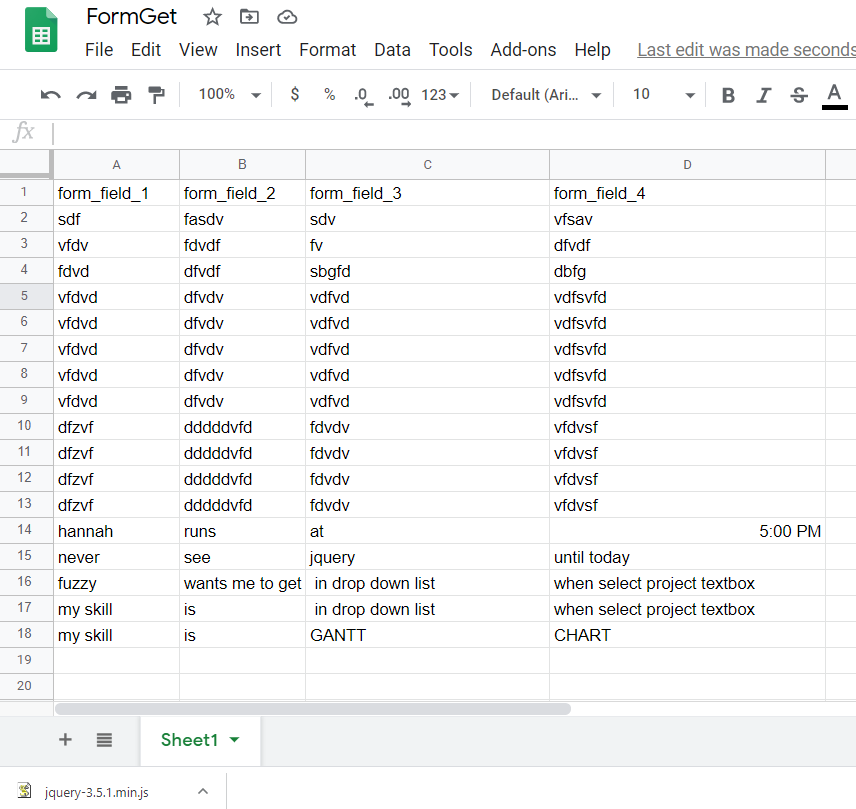 FormGet
File Edit View Insert Format Data Tools Add-ons Help Last edit was made seconds
100% $ % .0 .00 123 Default (Ari... 10 B I S A
fx
A B C D
1 form_field_1 form_field_2 form_field_3 form_field_4
2 sdf fasdv sdv vfsav
3 vfdv fdvdf fv dfvdf
4 fdvd dfvdf sbgfd dbfg
5 vfdvd dfvdv vdfvd vdfsvfd
6 vfdvd dfvdv vdfvd vdfsvfd
7 vfdvd dfvdv vdfvd vdfsvfd
8 vfdvd dfvdv vdfvd vdfsvfd
9 vfdvd dfvdv vdfvd vdfsvfd
10 dfzvf dddddvfd fdvdv vfdvsf
11 dfzvf dddddvfd fdvdv vfdvsf
12 dfzvf dddddvfd fdvdv vfdvsf
13 dfzvf dddddvfd fdvdv vfdvsf
14 hannah runs at 5:00 PM
15 never see jquery until today
16 fuzzy wants me to get in drop down list when select project textbox
17 my skill is in drop down list when select project textbox
18 my skill is GANTT CHART
19
20
Sheet1
jquery-3.5.1.min.js